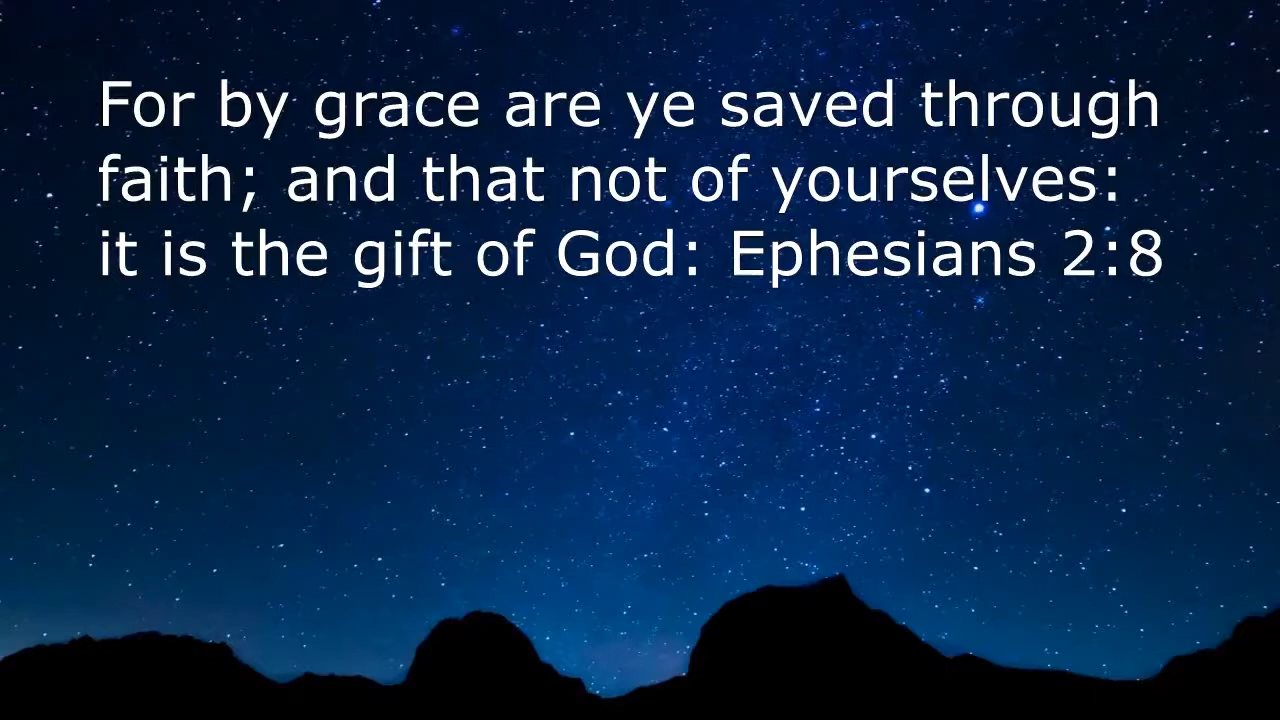 For by grace are ye saved through
faith; and that not of yourselves:
it is the gift of God: Ephesians 2:8